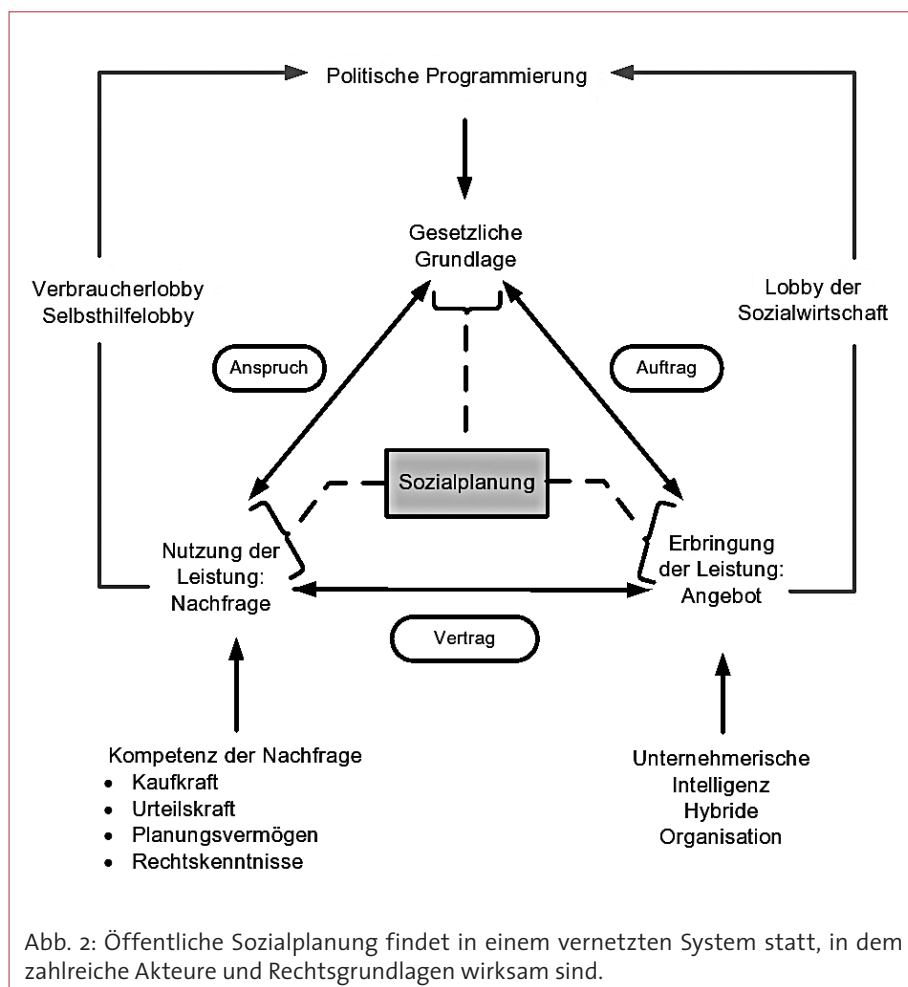 Politische Programmierung
Gesetzliche
Grundlage
Verbraucherlobby
Selbsthilfelobby
Lobby der
Sozialwirtschaft
Anspruch
Auftrag
Sozialplanung
Nutzung der
Leistung:
Nachfrage
Erbringung
der Leistung:
Angebot
Vertrag
Kompetenz der Nachfrage
• Kaufkraft
• Urteilskraft
• Planungsvermögen
• Rechtskenntnisse
Unternehmerische
Intelligenz
Hybride
Organisation
Abb. 2: Öffentliche Sozialplanung findet in einem vernetzten System statt, in dem
zahlreiche Akteure und Rechtsgrundlagen wirksam sind.